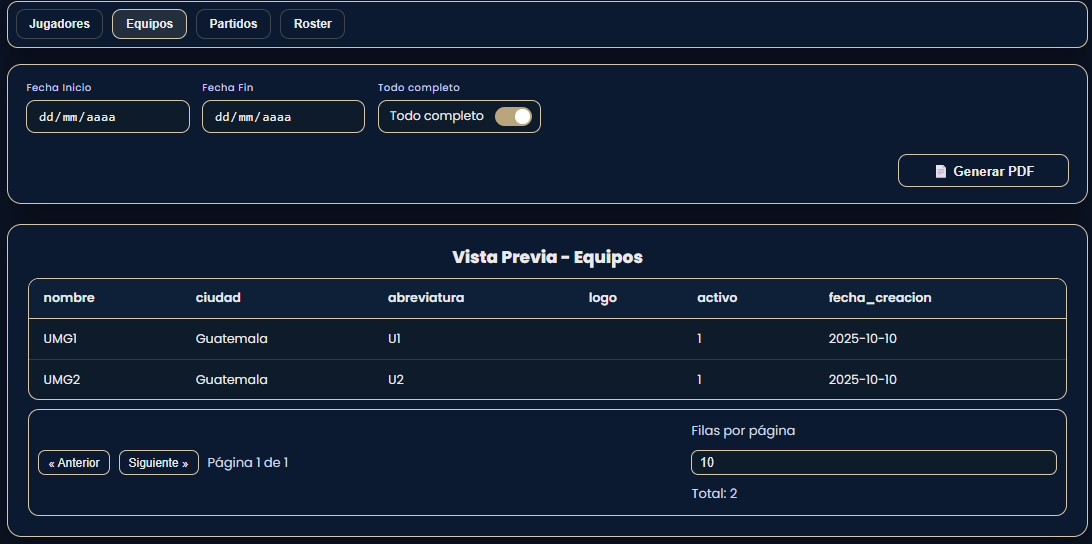 Jugadores Equipos Partidos Roster
Fecha Inicio Fecha Fin Todo completo
dd/mm/aaaa dd/mm/aaaa Todo completo
Generar PDF
Vista Previa - Equipos
nombre ciudad abreviatura logo activo fecha_creacion
UMG1 Guatemala U1 1 2025-10-10
UMG2 Guatemala U2 1 2025-10-10
Filas por página
« Anterior Siguiente » Página 1 de 1 10
Total: 2